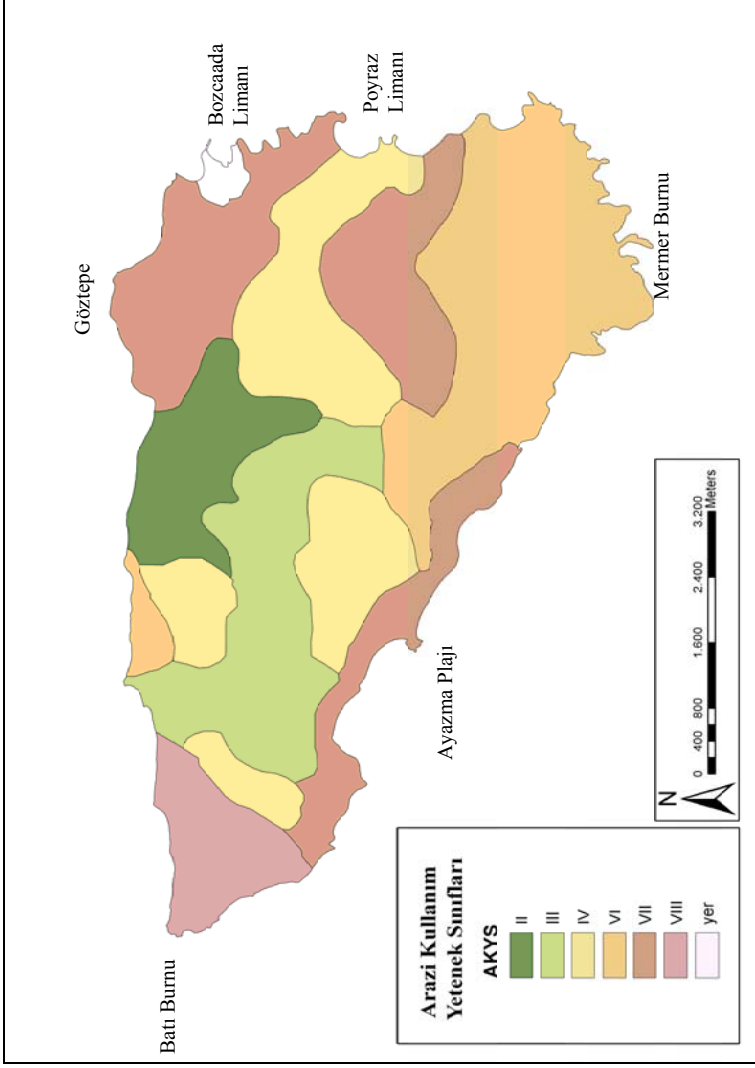 Göztepe
Bozcaada
Limanı
Poyraz
Limanı
Batı Burnu
Ayazma Plajı
Mermer Burnu
Arazi Kullanım
Yetenek Sınıfları
AKYS
II
III
IV
VI
VII
VIII
yer
N
0 400 800 1.600 2.400 3.200
Meters